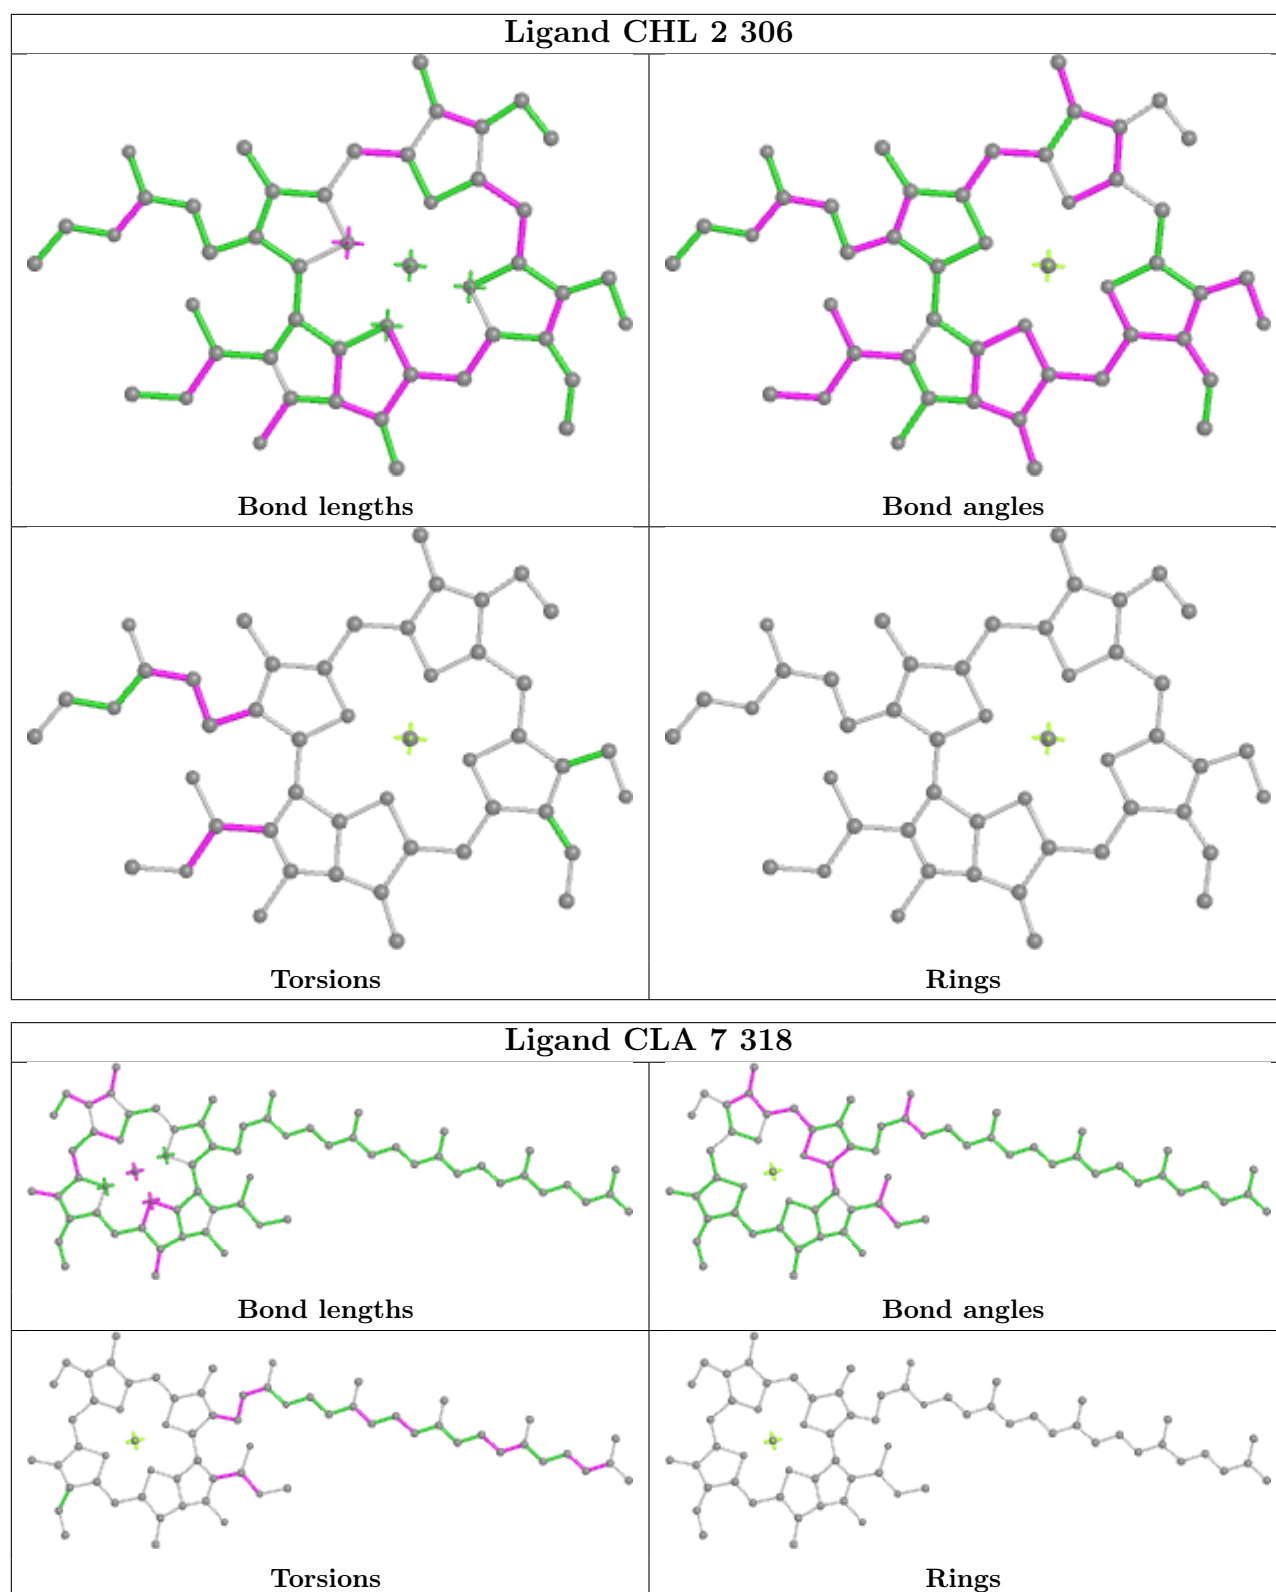 Ligand CHL 2 306
Bond lengths
Bond angles
Torsions
Rings
Ligand CLA 7 318
Bond lengths
Bond angles
Torsions
Rings